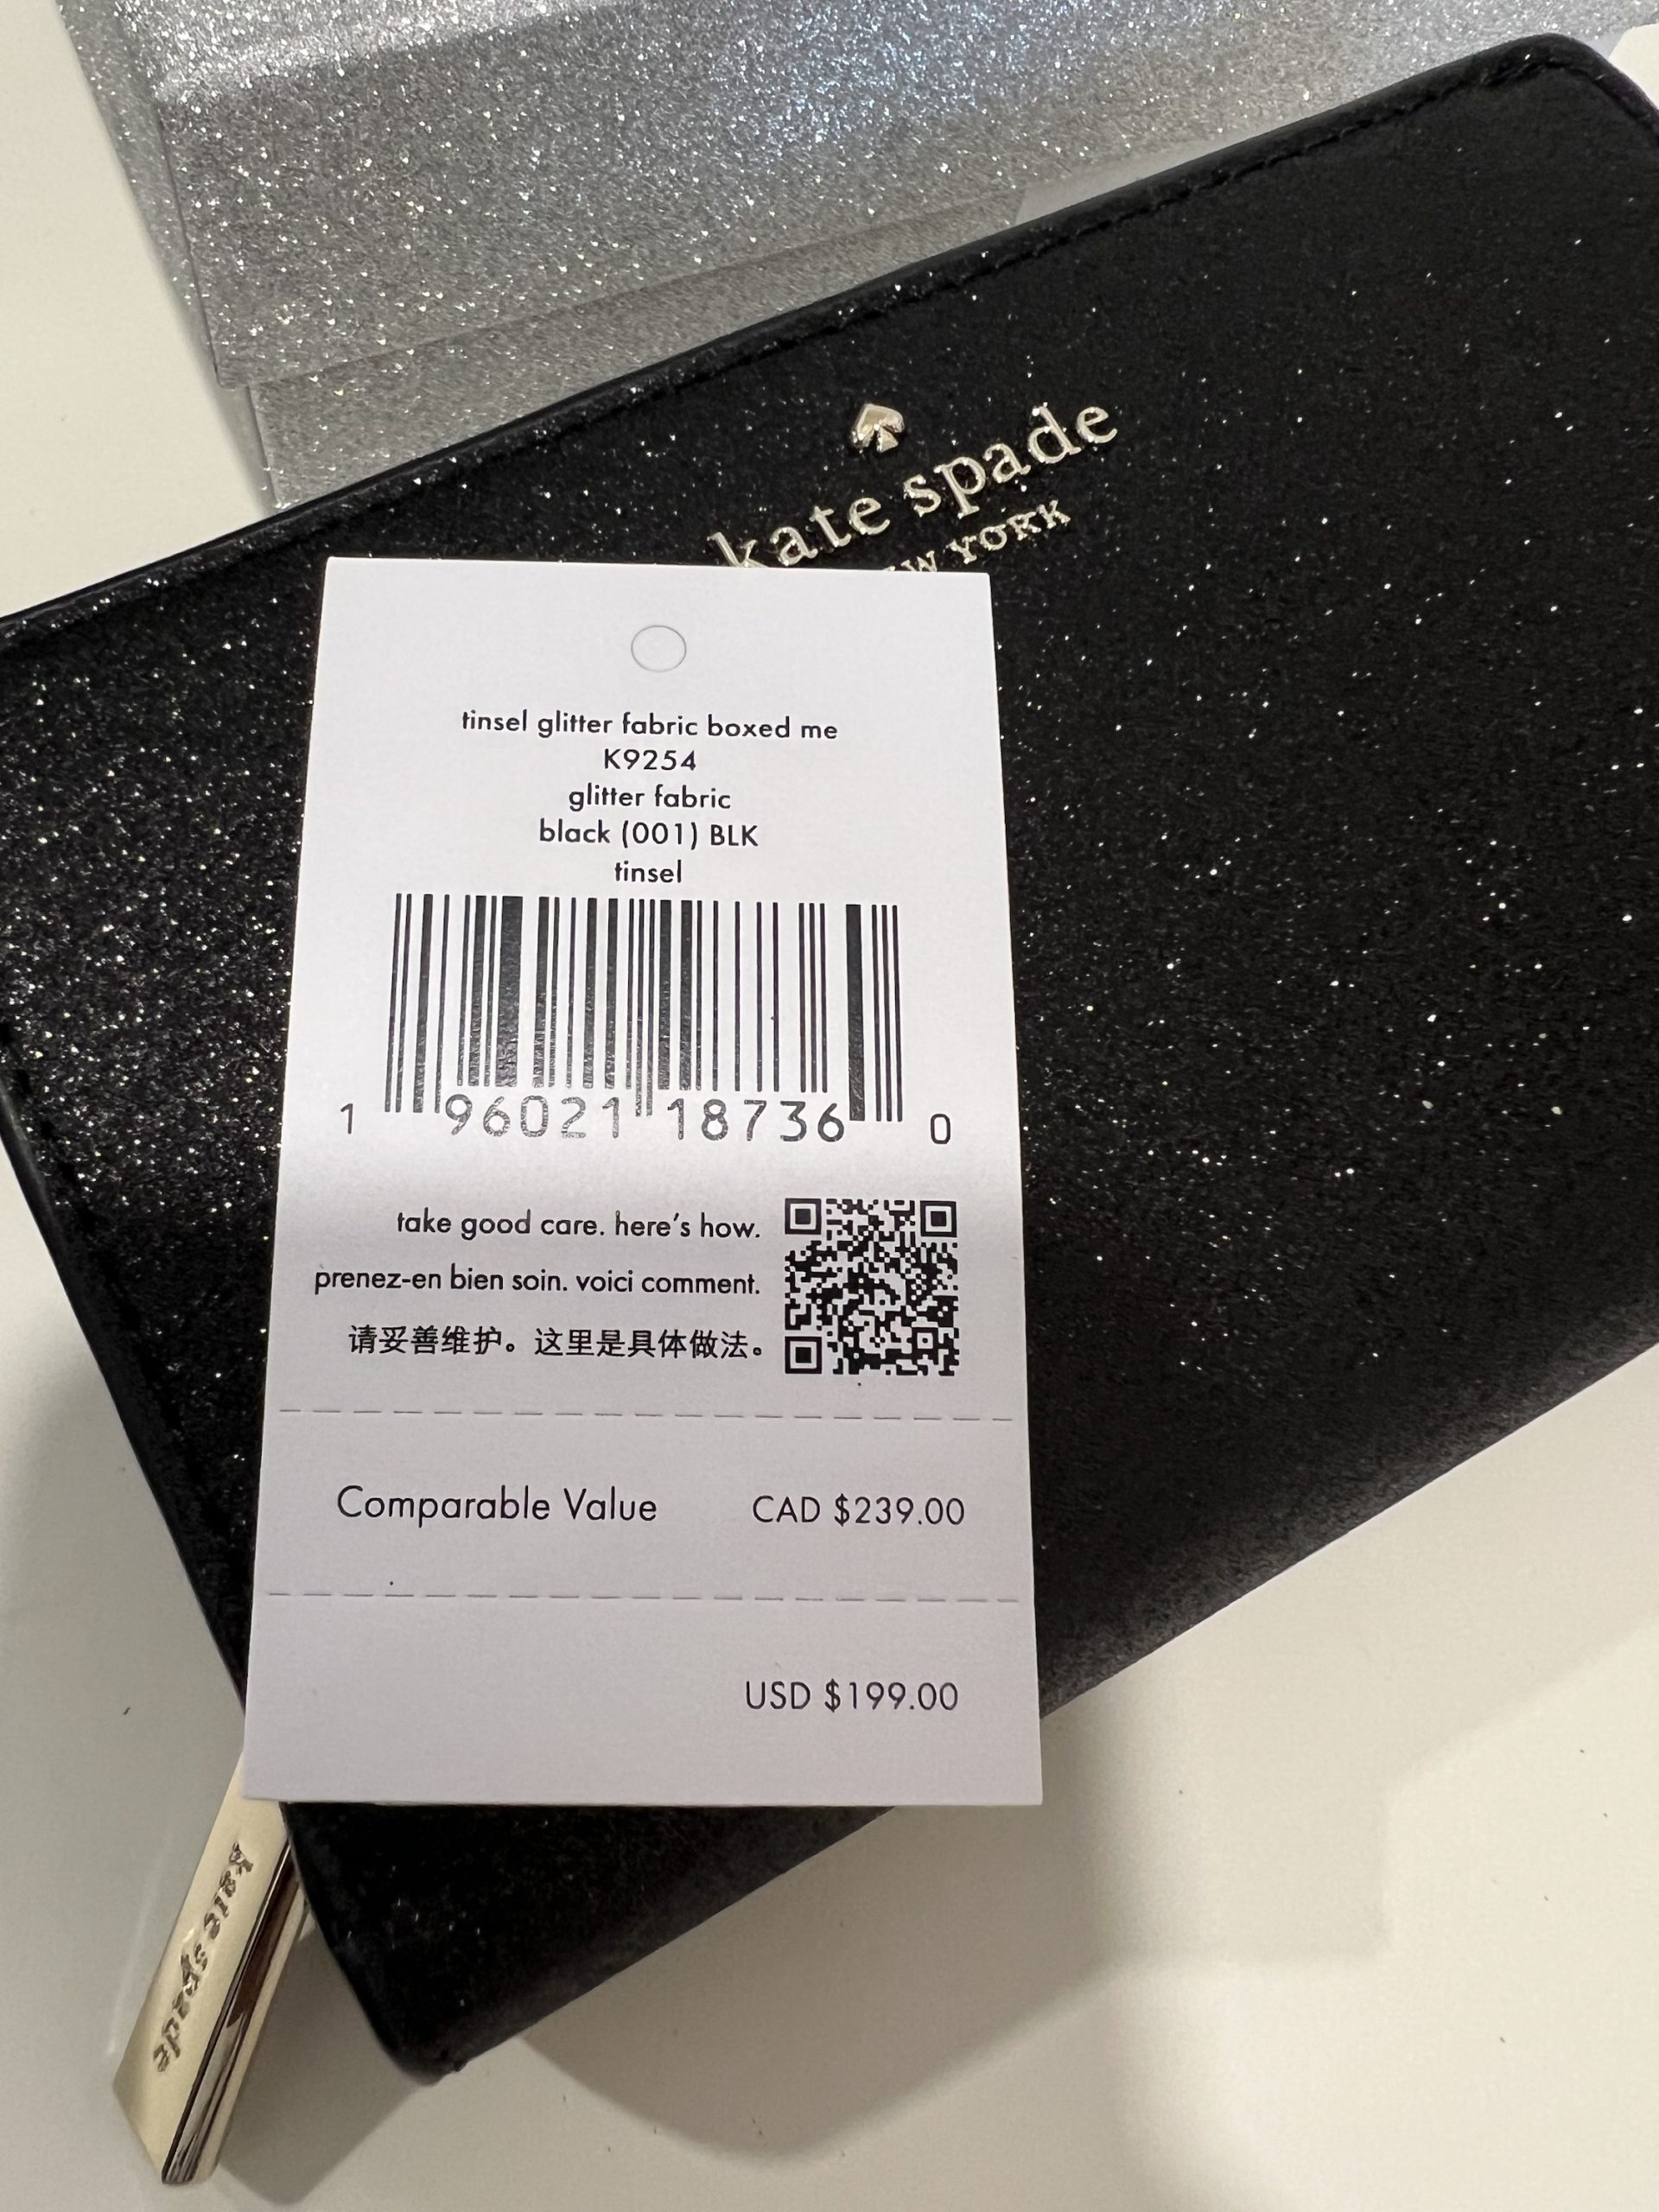 kate spade
YORK
tinsel glitter fabric boxed me
K9254
glitter fabric
black (001) BLK
tinsel
1 96021 18736 0
take good care. here's how.
prenez-en bien soin. voici comment.
请妥善维护。这里是具体做法。
Comparable Value CAD $239.00
USD $199.00
kate spade